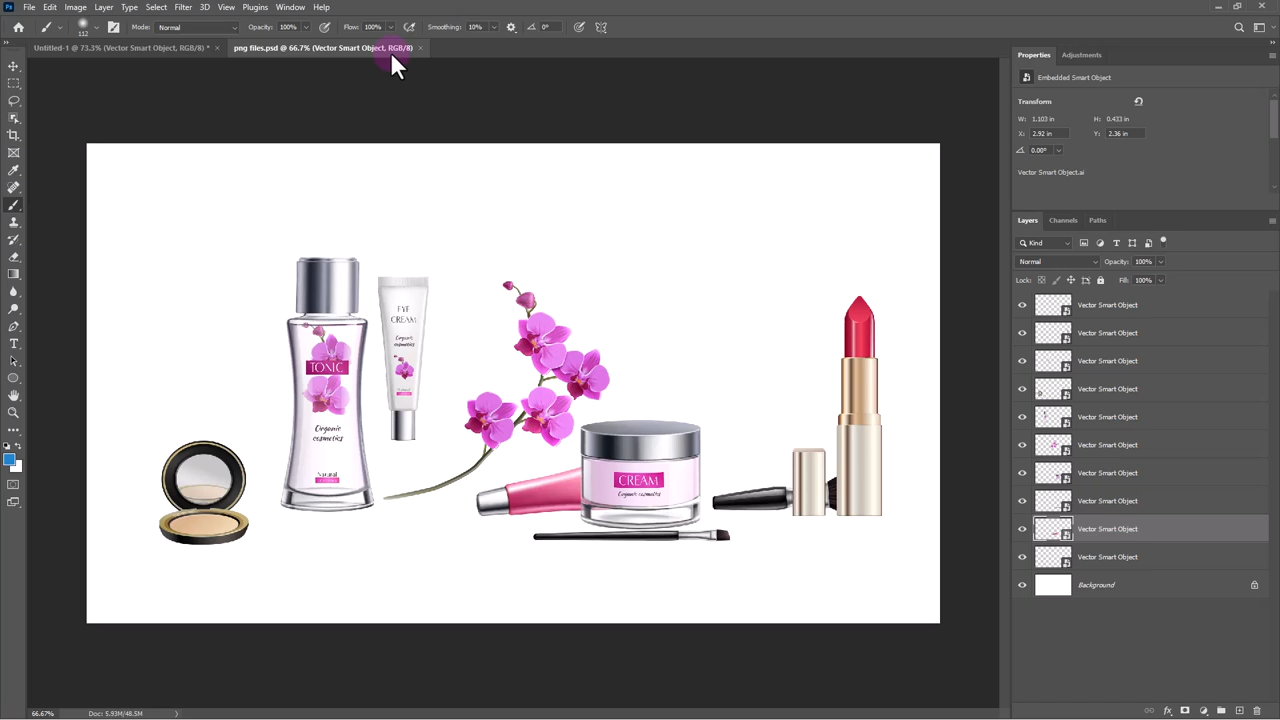 Ps File Edit Image Layer Type Select Filter 3D View Plugins Window Help
112 Mode: Normal Opacity: 100% Flow: 100% Smoothing: 10% 0°
Untitled-1 @ 73.3% (Vector Smart Object, RGB/8) * ×
png files.psd @ 66.7% (Vector Smart Object, RGB/8) ×
Properties Adjustments
Embedded Smart Object
Transform
W: 1.103 in H: 0.433 in
X: 2.92 in Y: 2.36 in
0.00°
Vector Smart Object.ai
Layers Channels Paths
Kind
Normal Opacity: 100%
Lock: Fill: 100%
Vector Smart Object
Vector Smart Object
Vector Smart Object
Vector Smart Object
Vector Smart Object
Vector Smart Object
Vector Smart Object
Vector Smart Object
Vector Smart Object
Vector Smart Object
Background
EYE
CREAM
Organic
cosmetics
TONIC
Organic
cosmetics
Natural
CREAM
Organic cosmetics
66.67% Doc: 5.93M/48.5M